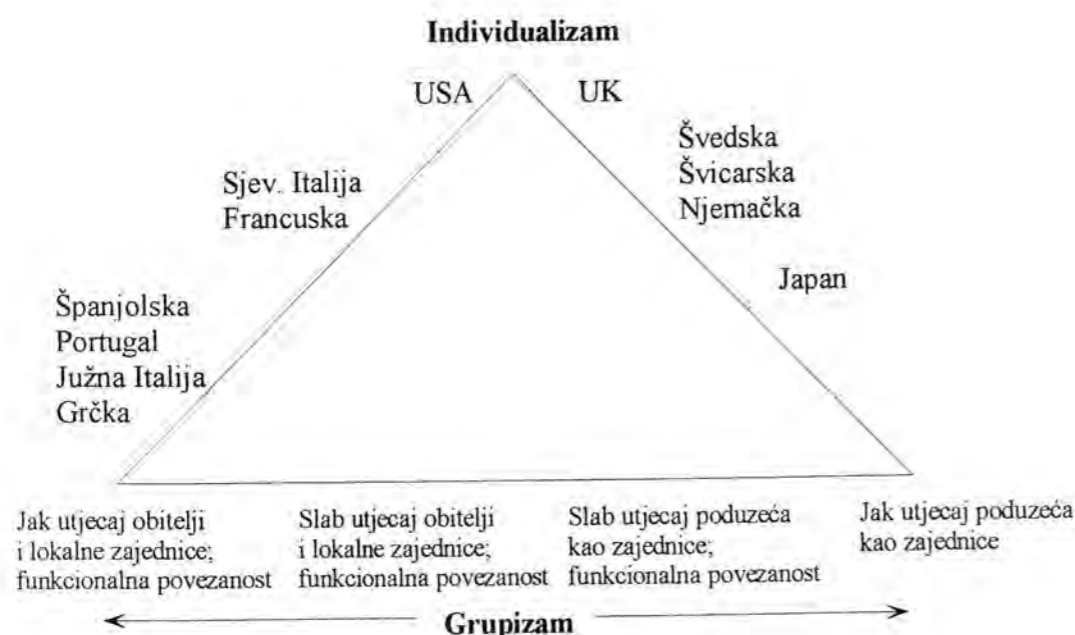 Individualizam
USA
UK
Švedska
Švicarska
Njemačka
Sjev. Italija
Francuska
Japan
Španjolska
Portugal
Južna Italija
Grčka
Jak utjecaj obitelji
i lokalne zajednice;
funkcionalna povezanost
Slab utjecaj obitelji
i lokalne zajednice;
funkcionalna povezanost
Slab utjecaj poduzeća
kao zajednice;
funkcionalna povezanost
Jak utjecaj poduzeća
kao zajednice
Grupizam